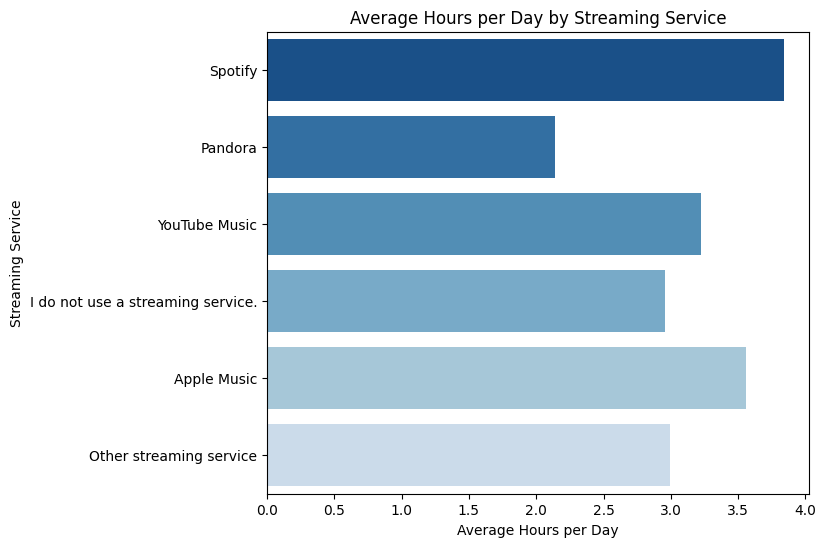 Average Hours per Day by Streaming Service
Streaming Service
Spotify
Pandora
YouTube Music
I do not use a streaming service.
Apple Music
Other streaming service
0.0 0.5 1.0 1.5 2.0 2.5 3.0 3.5 4.0
Average Hours per Day